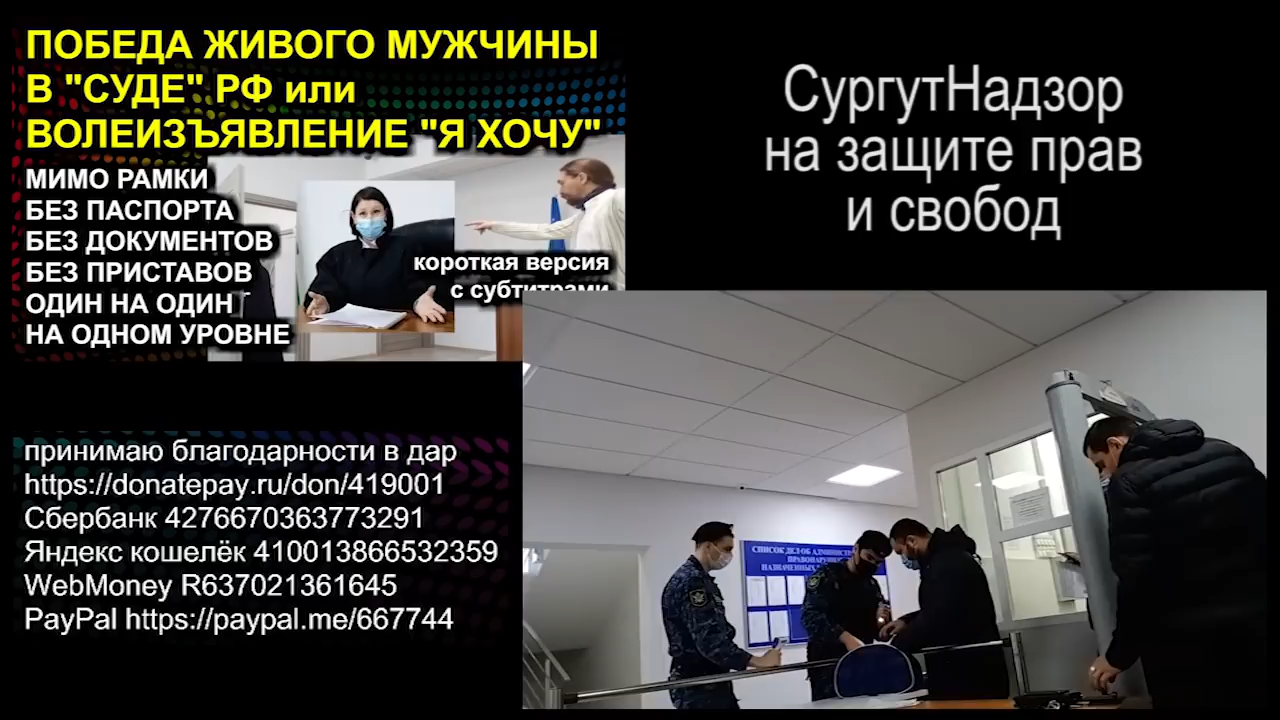 ПОБЕДА ЖИВОГО МУЖЧИНЫ
В "СУДЕ" РФ или
ВОЛЕИЗЪЯВЛЕНИЕ "Я ХОЧУ"
МИМО РАМКИ
БЕЗ ПАСПОРТА
БЕЗ ДОКУМЕНТОВ
БЕЗ ПРИСТАВОВ
ОДИН НА ОДИН
НА ОДНОМ УРОВНЕ
короткая версия
с субтитрами
СургутНадзор
на защите прав
и свобод
принимаю благодарности в дар
https://donatepay.ru/don/419001
Сбербанк 4276670363773291
Яндекс кошелёк 410013866532359
WebMoney R637021361645
PayPal https://paypal.me/667744
СПИСОК ДЕЛ ОБ